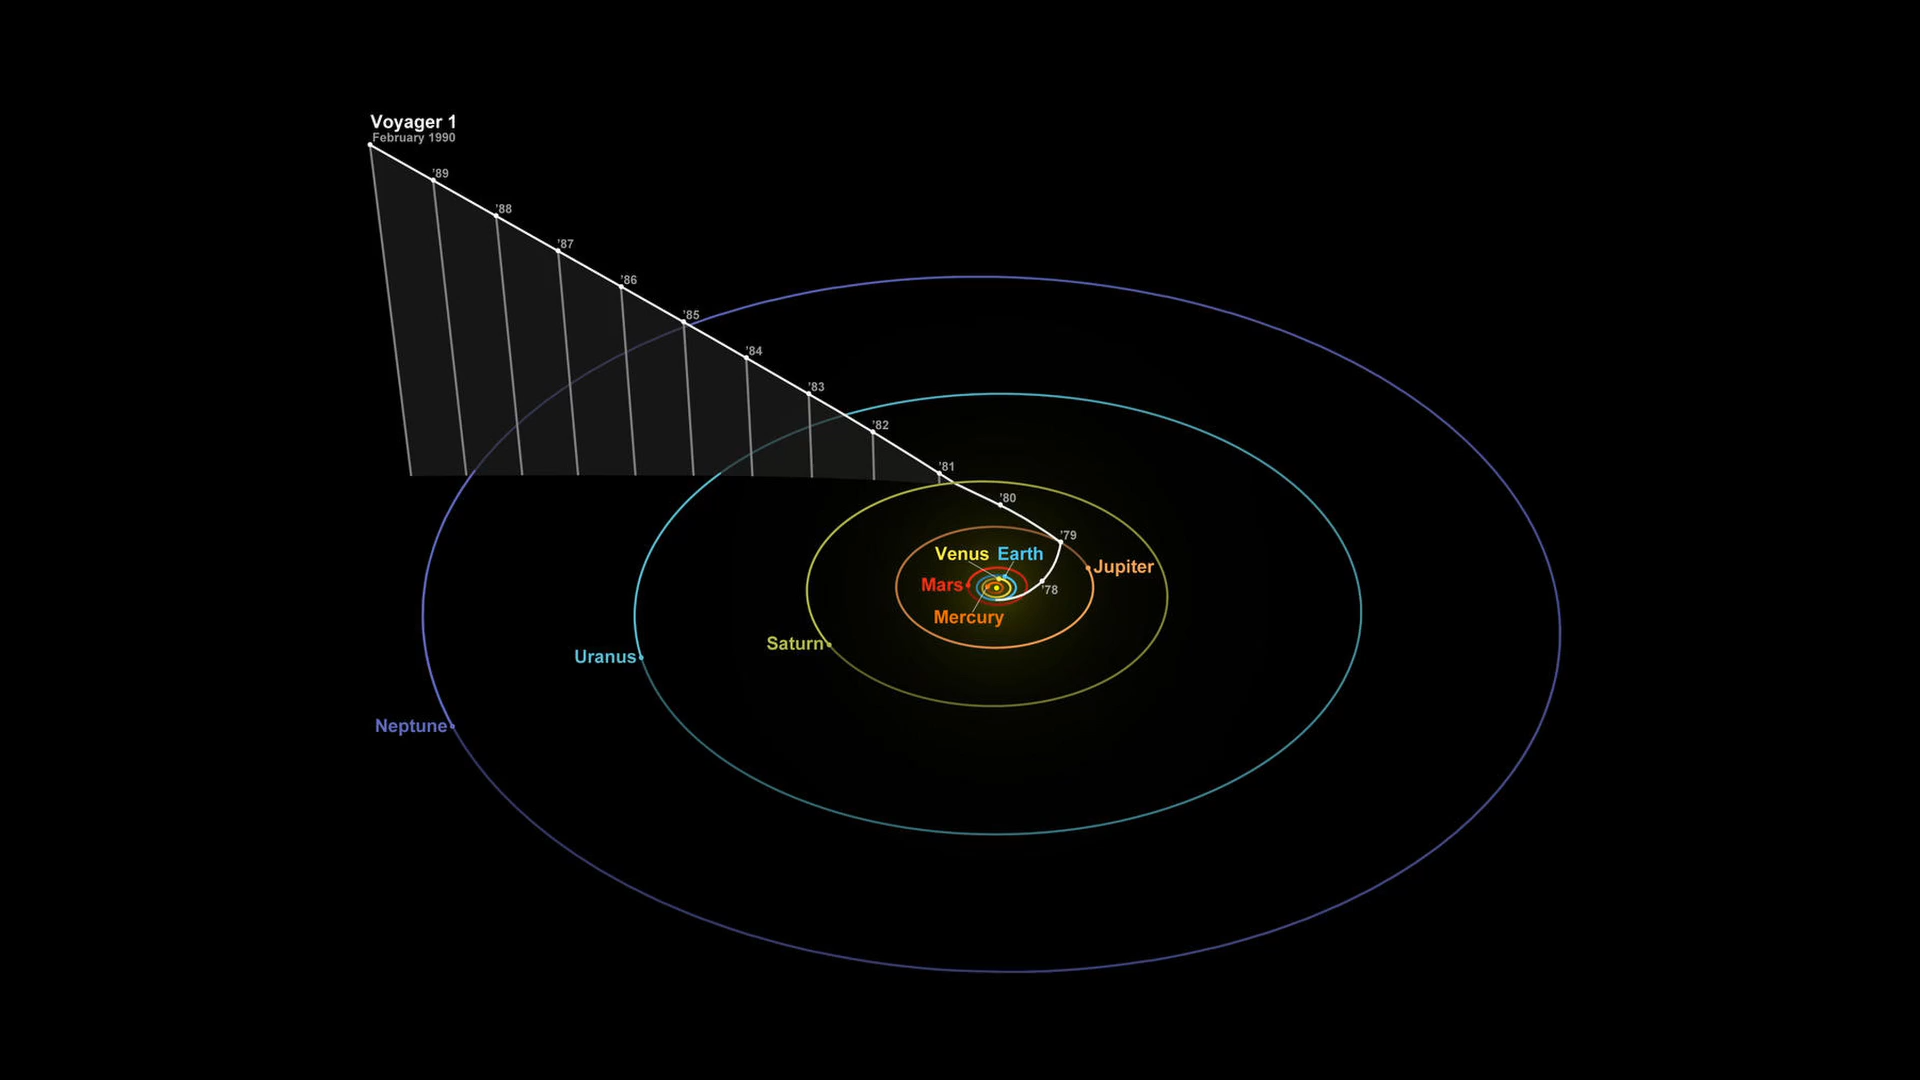 Voyager 1
February 1990
'89
'88
'87
'86
'85
'84
'83
'82
'81
'80
'79
Venus Earth
Jupiter
Mars
'78
Mercury
Saturn
Uranus
Neptune